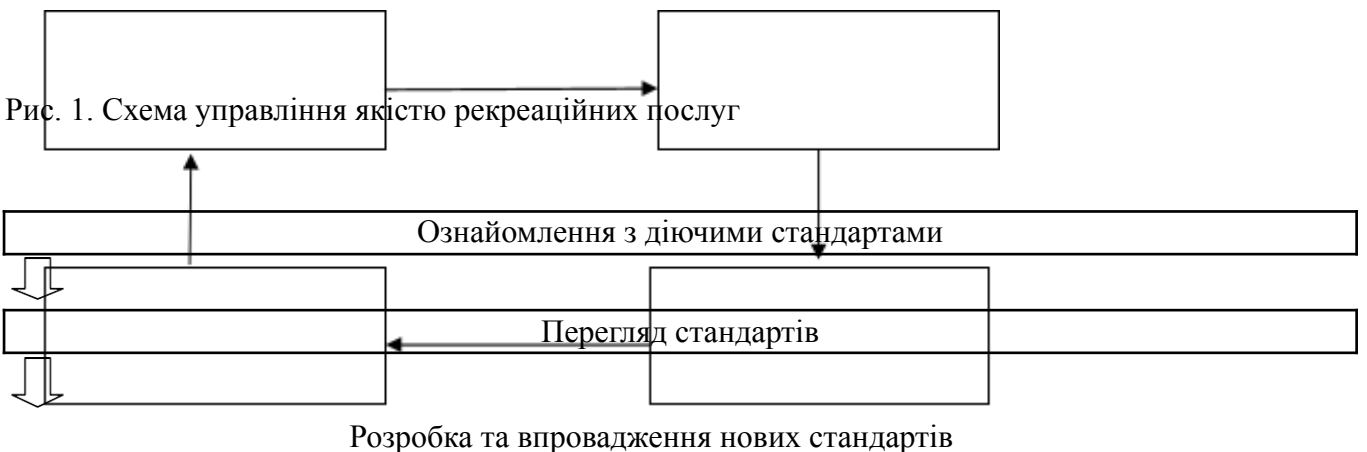 Рис. 1. Схема управління якістю рекреаційних послуг
Ознайомлення з діючими стандартами
Перегляд стандартів
Розробка та впровадження нових стандартів